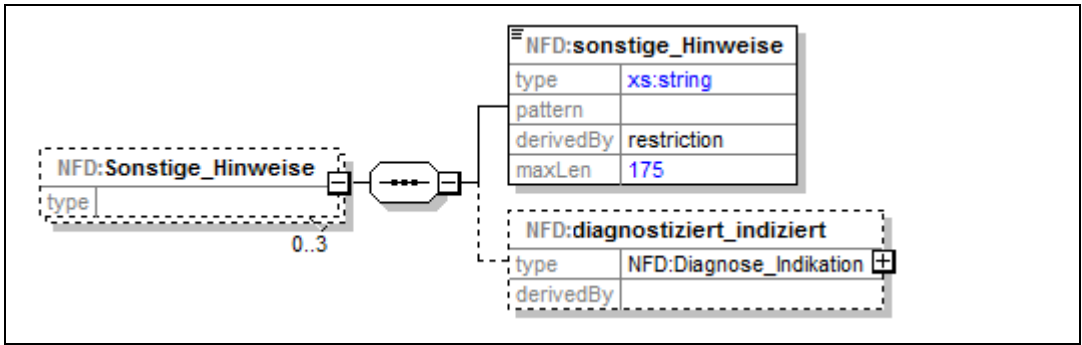 NFD:Sonstige_Hinweise
type
0..3
NFD:sonstige_Hinweise
type xs:string
pattern
derivedBy restriction
maxLen 175
NFD:diagnostiziert_indiziert
type NFD:Diagnose_Indikation
derivedBy